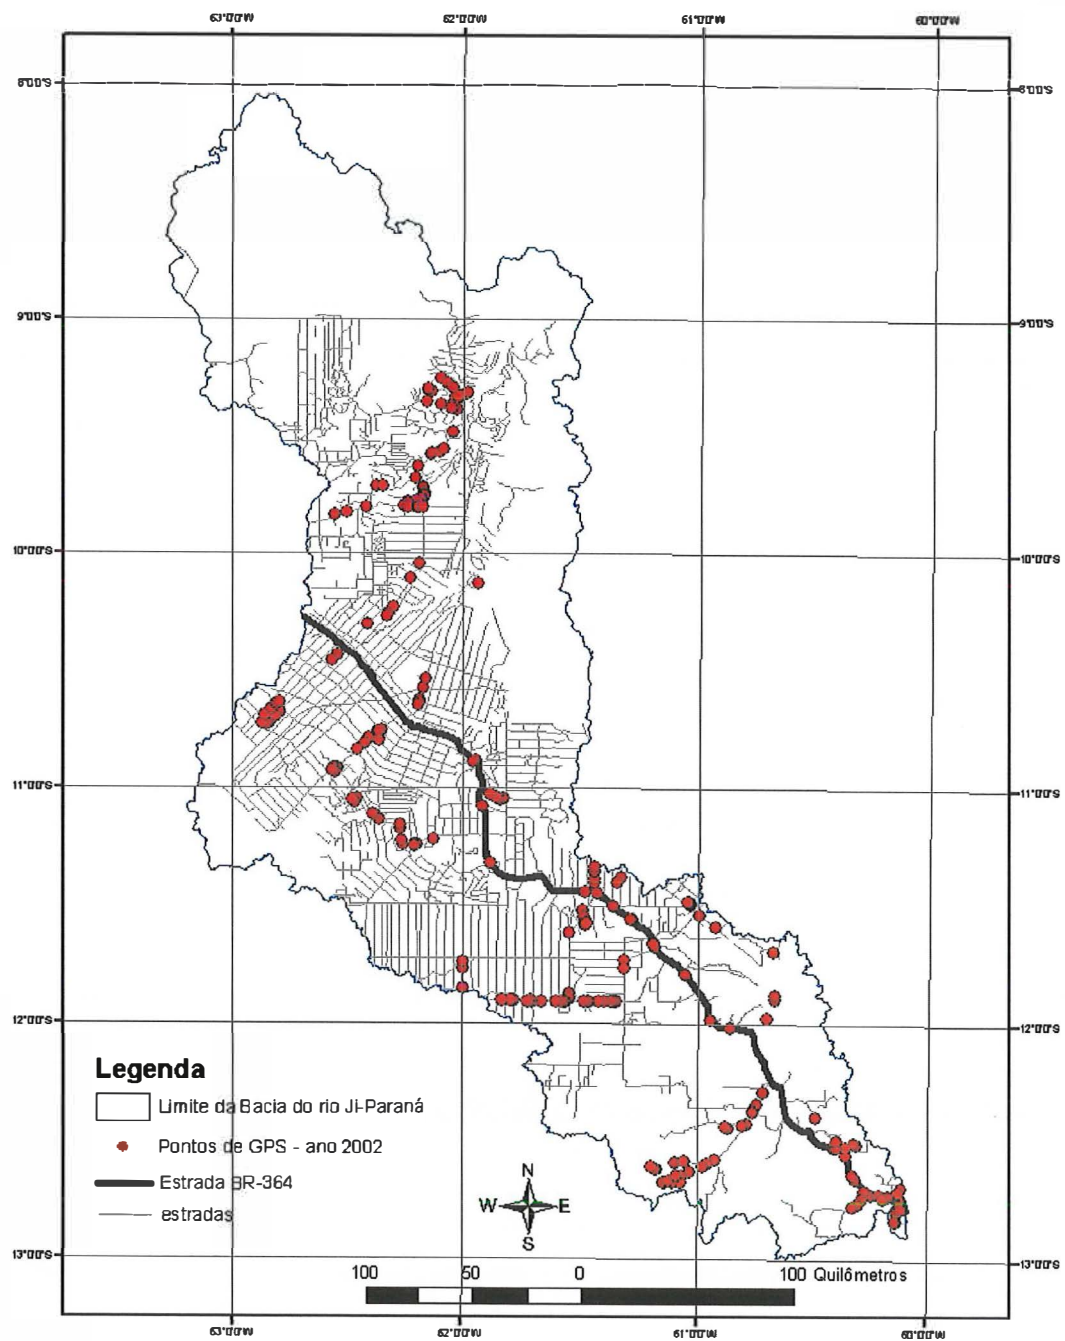 63°0'0"W 62°0'0"W 61°0'0"W 60°0'0"W
8°0'0"S 8°0'0"S
9°0'0"S 9°0'0"S
10°0'0"S 10°0'0"S
11°0'0"S 11°0'0"S
12°0'0"S 12°0'0"S
Legenda
Limite da Bacia do rio Ji-Paraná
Pontos de GPS - ano 2002
Estrada BR-364
estradas
N
W E
S
13°0'0"S 13°0'0"S
100 50 0 100 Quilômetros
63°0'0"W 62°0'0"W 61°0'0"W 60°0'0"W